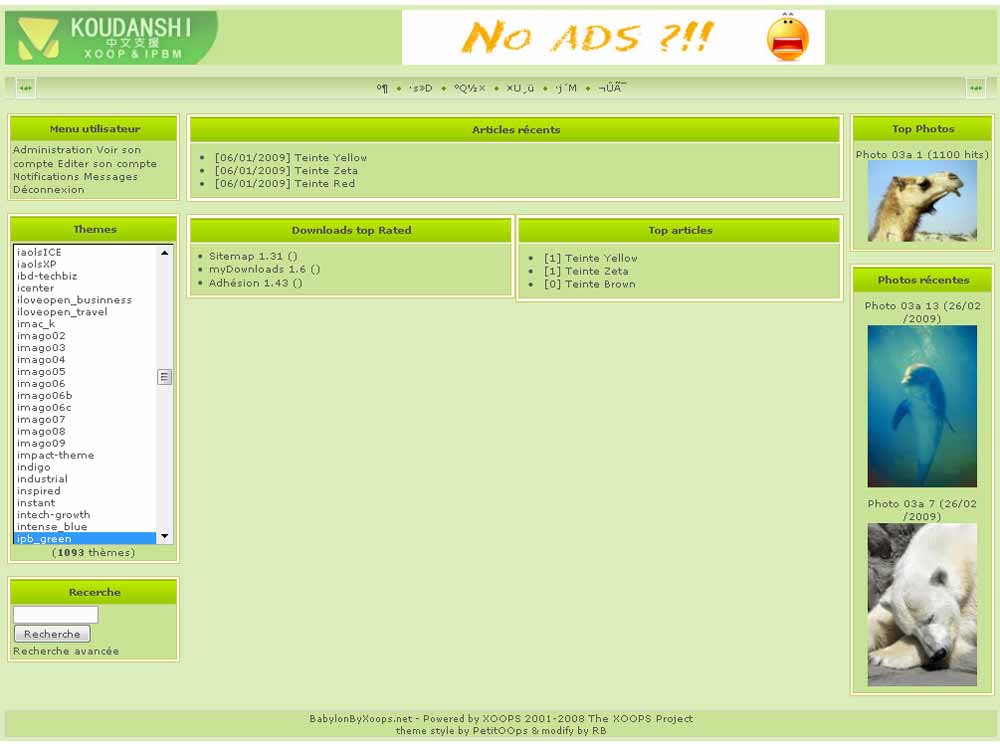 KOUDANSHI
中文支援
XOOP & IPBM
NO ADS ?!!
º¶ ·s»D ºQ½× ×U¸ü ·j´M ¬ÛÃ¯
Menu utilisateur
Administration Voir son
compte Editer son compte
Notifications Messages
Déconnexion
Themes
iaolsICE
iaolsXP
ibd-techbiz
icenter
iloveopen_businness
iloveopen_travel
imac_k
imago02
imago03
imago04
imago05
imago06
imago06b
imago06c
imago07
imago08
imago09
impact-theme
indigo
industrial
inspired
instant
intech-growth
intense_blue
ipb_green
(1093 thèmes)
Recerche
Recherche
Recherche avancée
Articles récents
[06/01/2009] Teinte Yellow
[06/01/2009] Teinte Zeta
[06/01/2009] Teinte Red
Downloads top Rated
Sitemap 1.31 ()
myDownloads 1.6 ()
Adhésion 1.43 ()
Top articles
[1] Teinte Yellow
[1] Teinte Zeta
[0] Teinte Brown
Top Photos
Photo 03a 1 (1100 hits)
Photos récentes
Photo 03a 13 (26/02
/2009)
Photo 03a 7 (26/02
/2009)
BabylonByXoops.net - Powered by XOOPS 2001-2008 The XOOPS Project
theme style by PetitOOps & modify by RB